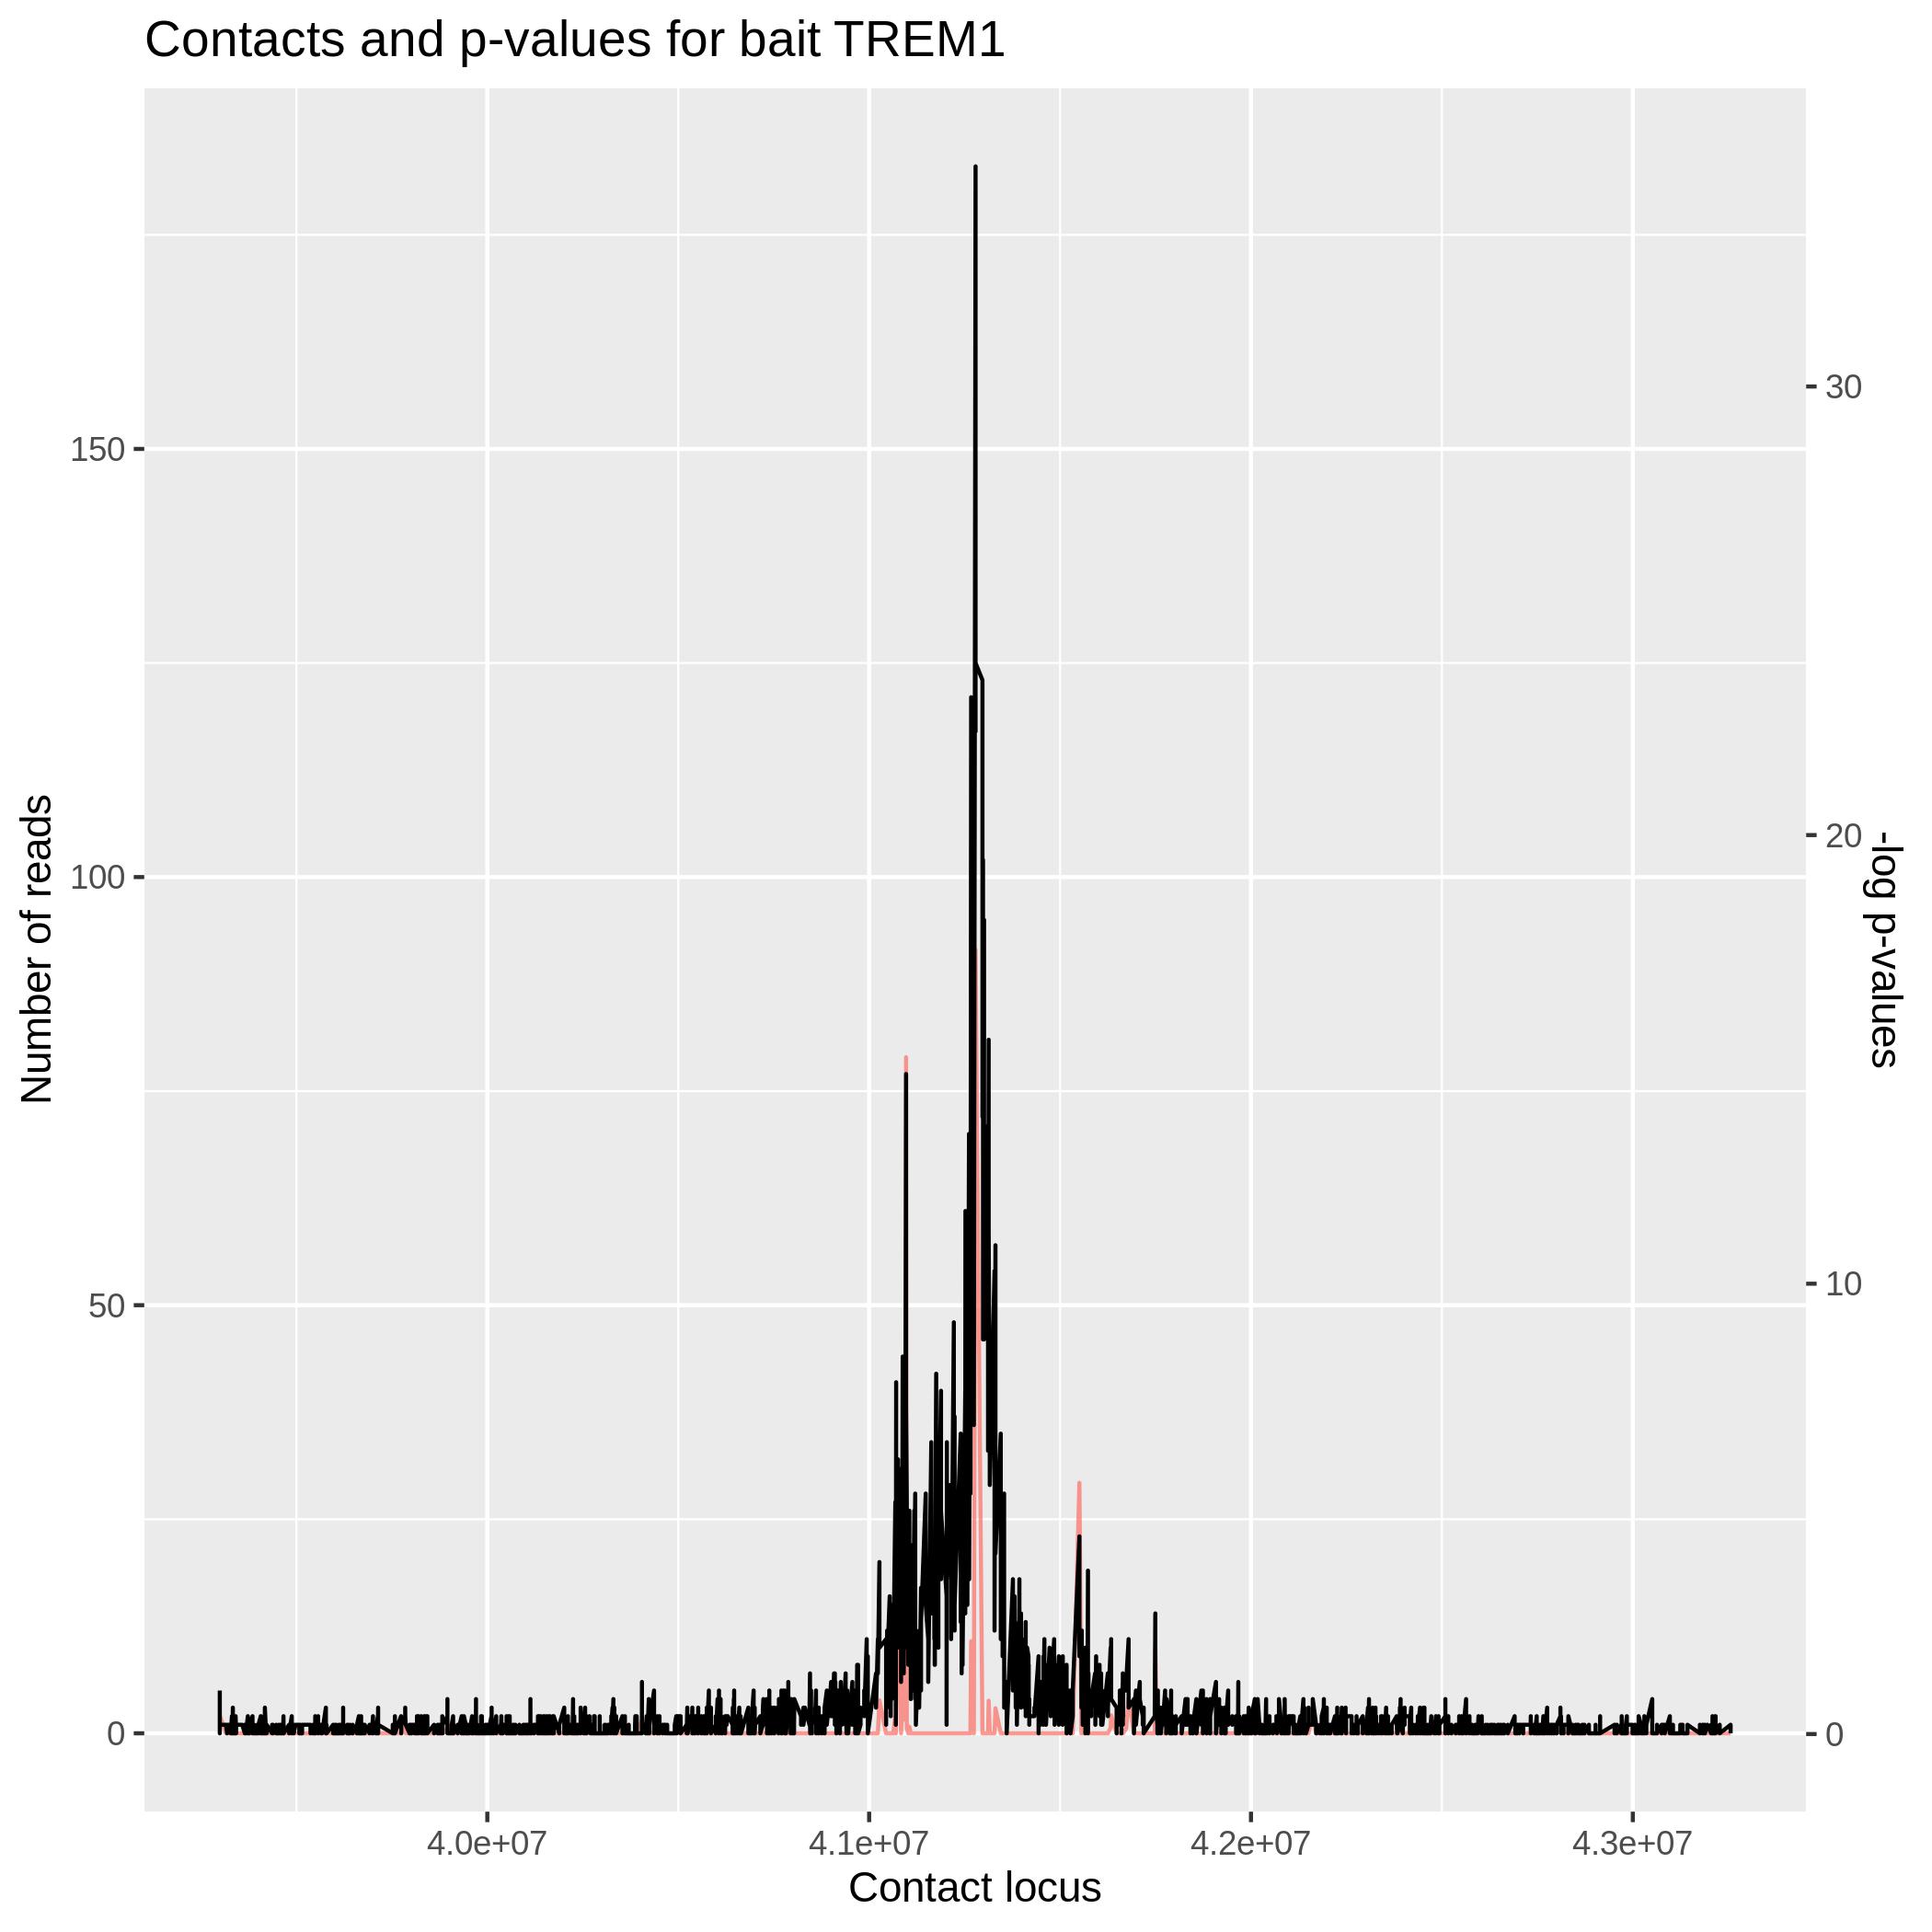 Contacts and p-values for bait TREM1
Number of reads
150
100
50
0
30
20
10
0
-log p-values
4.0e+07
4.1e+07
4.2e+07
4.3e+07
Contact locus